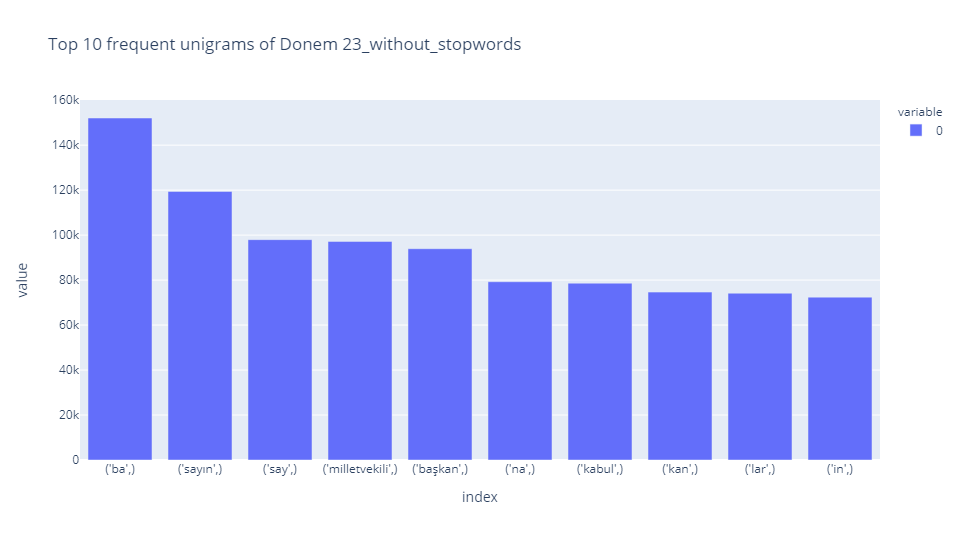 Top 10 frequent unigrams of Donem 23_without_stopwords
variable
0
value
160k
140k
120k
100k
80k
60k
40k
20k
0
('ba',) ('sayın',) ('say',) ('milletvekili',) ('başkan',) ('na',) ('kabul',) ('kan',) ('lar',) ('in',)
index